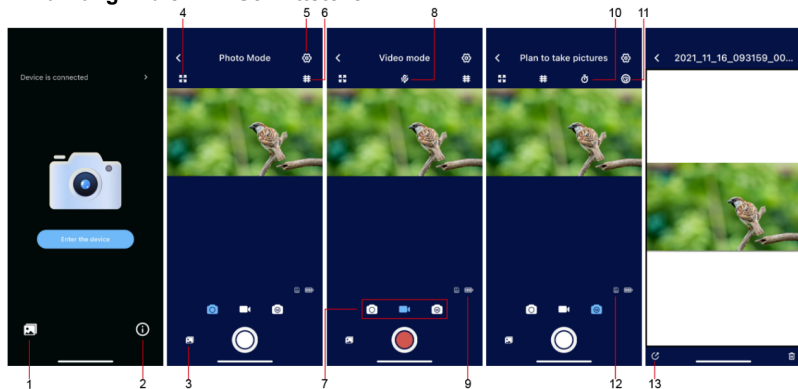 4
5
6
8
10
11
Device is connected
Enter the device
Photo Mode
Video mode
Plan to take pictures
2021_11_16_093159_00...
1
2
3
7
9
12
13